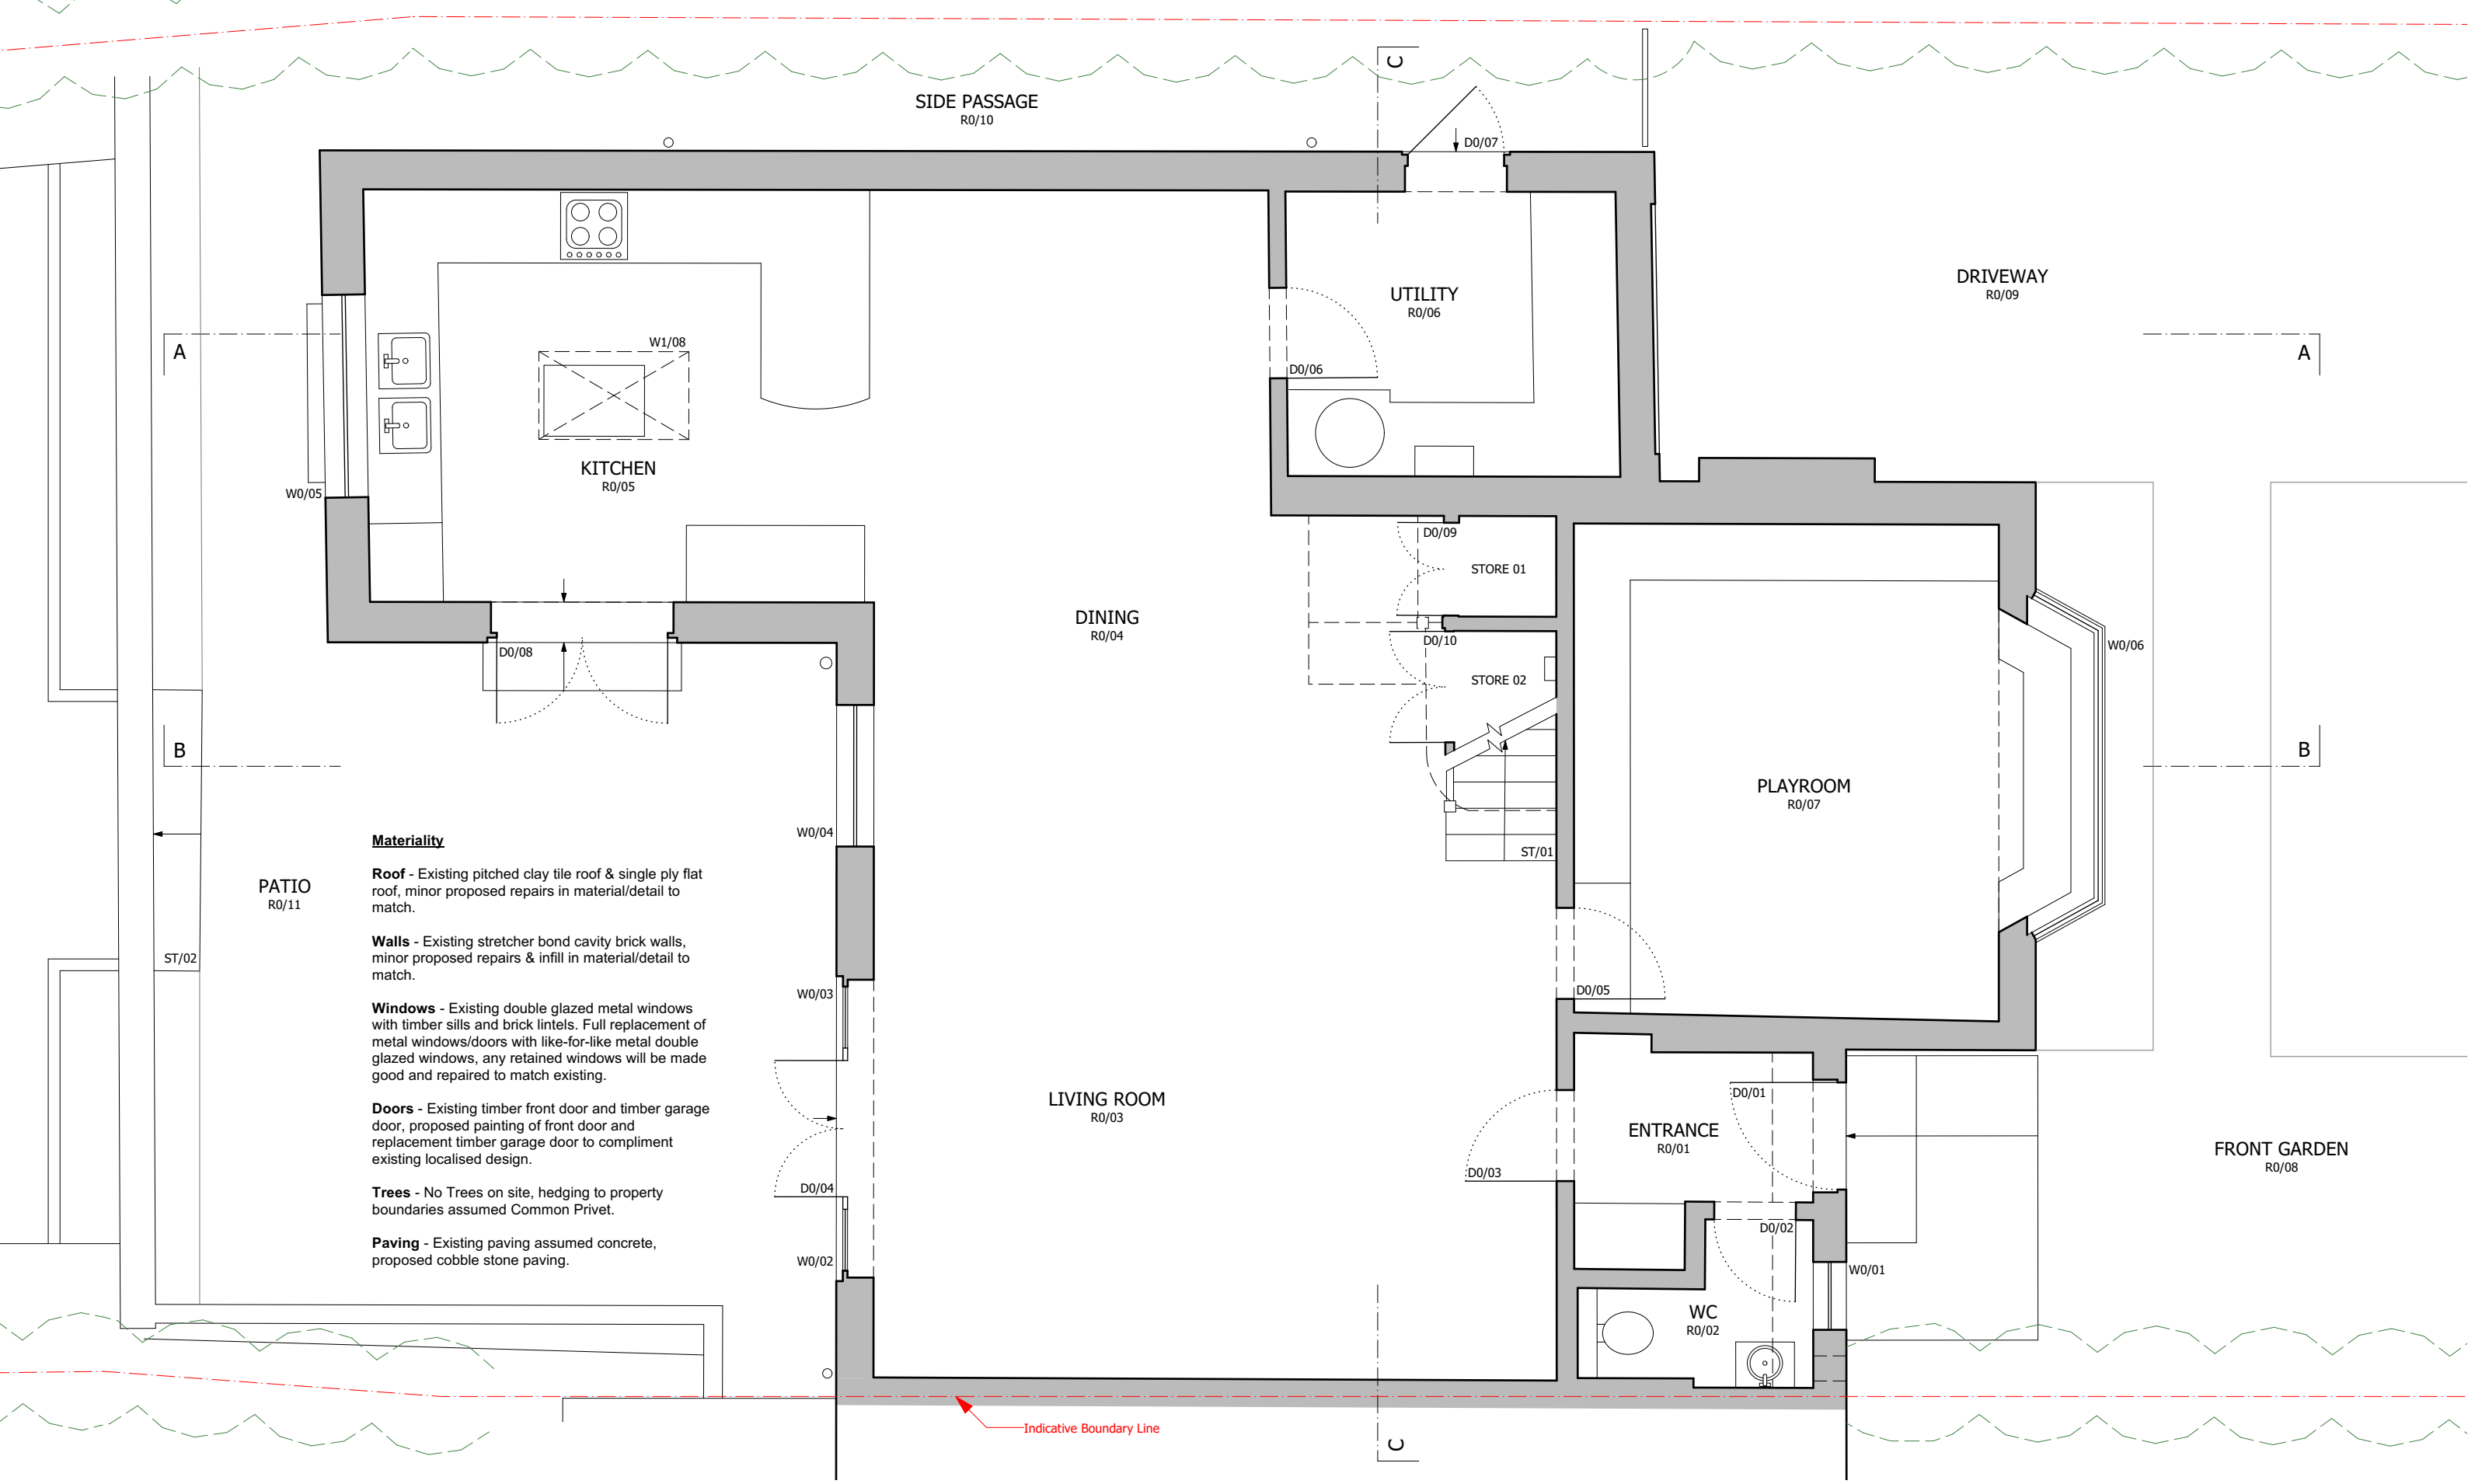 C
SIDE PASSAGE
R0/10
D0/07
DRIVEWAY
R0/09
UTILITY
R0/06
A
W1/08
A
D0/06
KITCHEN
R0/05
W0/05
D0/09
STORE 01
DINING
R0/04
D0/10
D0/08
W0/06
STORE 02
B
B
PLAYROOM
R0/07
W0/04
ST/01
PATIO
R0/11
ST/02
Materiality
Roof - Existing pitched clay tile roof & single ply flat
roof, minor proposed repairs in material/detail to
match.
Walls - Existing stretcher bond cavity brick walls,
minor proposed repairs & infill in material/detail to
match.
Windows - Existing double glazed metal windows
with timber sills and brick lintels. Full replacement of
metal windows/doors with like-for-like metal double
glazed windows, any retained windows will be made
good and repaired to match existing.
Doors - Existing timber front door and timber garage
door, proposed painting of front door and
replacement timber garage door to compliment
existing localised design.
Trees - No Trees on site, hedging to property
boundaries assumed Common Privet.
Paving - Existing paving assumed concrete,
proposed cobble stone paving.
W0/03
D0/05
LIVING ROOM
R0/03
D0/01
ENTRANCE
R0/01
FRONT GARDEN
R0/08
D0/03
D0/04
D0/02
W0/02
W0/01
WC
R0/02
Indicative Boundary Line
C